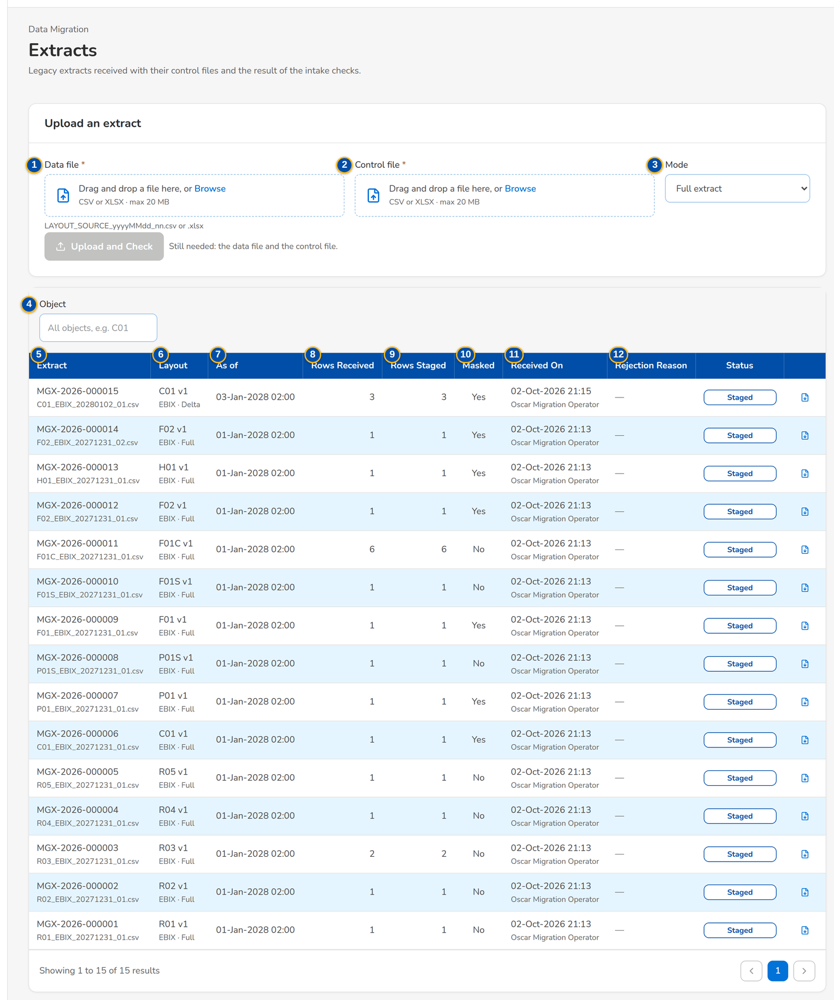 Data Migration
Extracts
Legacy extracts received with their control files and the result of the intake checks.
Upload an extract
1 Data file * 2 Control file * 3 Mode
Drag and drop a file here, or Browse Drag and drop a file here, or Browse Full extract
CSV or XLSX · max 20 MB CSV or XLSX · max 20 MB
LAYOUT_SOURCE_yyyyMMdd_nn.csv or .xlsx
Upload and Check Still needed: the data file and the control file.
4 Object
All objects, e.g. C01
5 6 7 8 9 10 11 12
Extract Layout As of Rows Received Rows Staged Masked Received On Rejection Reason Status
MGX-2026-000015 C01 v1 03-Jan-2028 02:00 3 3 Yes 02-Oct-2026 21:15 — Staged
C01_EBIX_20280102_01.csv EBIX · Delta Oscar Migration Operator
MGX-2026-000014 F02 v1 01-Jan-2028 02:00 1 1 Yes 02-Oct-2026 21:13 — Staged
F02_EBIX_20271231_02.csv EBIX · Full Oscar Migration Operator
MGX-2026-000013 H01 v1 01-Jan-2028 02:00 1 1 Yes 02-Oct-2026 21:13 — Staged
H01_EBIX_20271231_01.csv EBIX · Full Oscar Migration Operator
MGX-2026-000012 F02 v1 01-Jan-2028 02:00 1 1 Yes 02-Oct-2026 21:13 — Staged
F02_EBIX_20271231_01.csv EBIX · Full Oscar Migration Operator
MGX-2026-000011 F01C v1 01-Jan-2028 02:00 6 6 No 02-Oct-2026 21:13 — Staged
F01C_EBIX_20271231_01.csv EBIX · Full Oscar Migration Operator
MGX-2026-000010 F01S v1 01-Jan-2028 02:00 1 1 No 02-Oct-2026 21:13 — Staged
F01S_EBIX_20271231_01.csv EBIX · Full Oscar Migration Operator
MGX-2026-000009 F01 v1 01-Jan-2028 02:00 1 1 Yes 02-Oct-2026 21:13 — Staged
F01_EBIX_20271231_01.csv EBIX · Full Oscar Migration Operator
MGX-2026-000008 P01S v1 01-Jan-2028 02:00 1 1 No 02-Oct-2026 21:13 — Staged
P01S_EBIX_20271231_01.csv EBIX · Full Oscar Migration Operator
MGX-2026-000007 P01 v1 01-Jan-2028 02:00 1 1 Yes 02-Oct-2026 21:13 — Staged
P01_EBIX_20271231_01.csv EBIX · Full Oscar Migration Operator
MGX-2026-000006 C01 v1 01-Jan-2028 02:00 1 1 Yes 02-Oct-2026 21:13 — Staged
C01_EBIX_20271231_01.csv EBIX · Full Oscar Migration Operator
MGX-2026-000005 R05 v1 01-Jan-2028 02:00 1 1 No 02-Oct-2026 21:13 — Staged
R05_EBIX_20271231_01.csv EBIX · Full Oscar Migration Operator
MGX-2026-000004 R04 v1 01-Jan-2028 02:00 1 1 No 02-Oct-2026 21:13 — Staged
R04_EBIX_20271231_01.csv EBIX · Full Oscar Migration Operator
MGX-2026-000003 R03 v1 01-Jan-2028 02:00 2 2 No 02-Oct-2026 21:13 — Staged
R03_EBIX_20271231_01.csv EBIX · Full Oscar Migration Operator
MGX-2026-000002 R02 v1 01-Jan-2028 02:00 1 1 No 02-Oct-2026 21:13 — Staged
R02_EBIX_20271231_01.csv EBIX · Full Oscar Migration Operator
MGX-2026-000001 R01 v1 01-Jan-2028 02:00 1 1 No 02-Oct-2026 21:13 — Staged
R01_EBIX_20271231_01.csv EBIX · Full Oscar Migration Operator
Showing 1 to 15 of 15 results 1